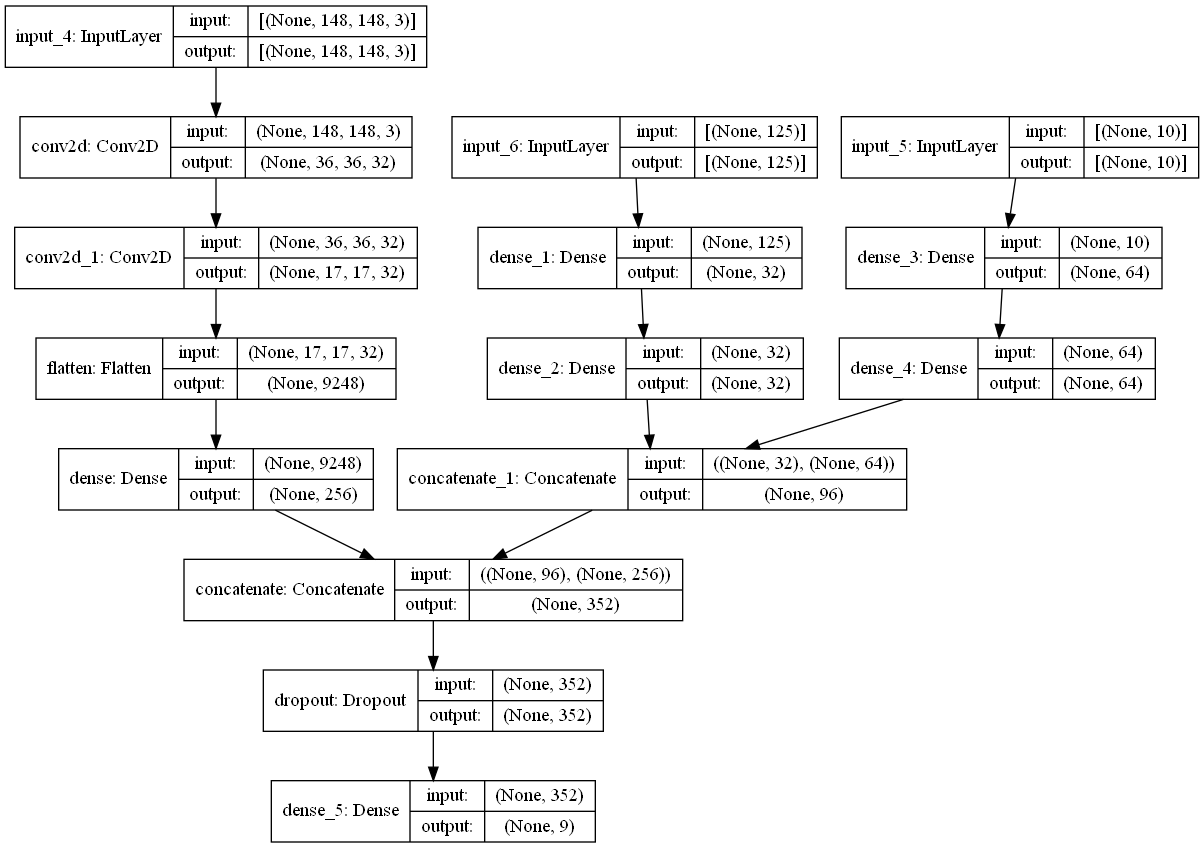 input_4: InputLayer
input: [(None, 148, 148, 3)]
output: [(None, 148, 148, 3)]
conv2d: Conv2D
input: (None, 148, 148, 3)
output: (None, 36, 36, 32)
input_6: InputLayer
input: [(None, 125)]
output: [(None, 125)]
input_5: InputLayer
input: [(None, 10)]
output: [(None, 10)]
conv2d_1: Conv2D
input: (None, 36, 36, 32)
output: (None, 17, 17, 32)
dense_1: Dense
input: (None, 125)
output: (None, 32)
dense_3: Dense
input: (None, 10)
output: (None, 64)
flatten: Flatten
input: (None, 17, 17, 32)
output: (None, 9248)
dense_2: Dense
input: (None, 32)
output: (None, 32)
dense_4: Dense
input: (None, 64)
output: (None, 64)
dense: Dense
input: (None, 9248)
output: (None, 256)
concatenate_1: Concatenate
input: ((None, 32), (None, 64))
output: (None, 96)
concatenate: Concatenate
input: ((None, 96), (None, 256))
output: (None, 352)
dropout: Dropout
input: (None, 352)
output: (None, 352)
dense_5: Dense
input: (None, 352)
output: (None, 9)